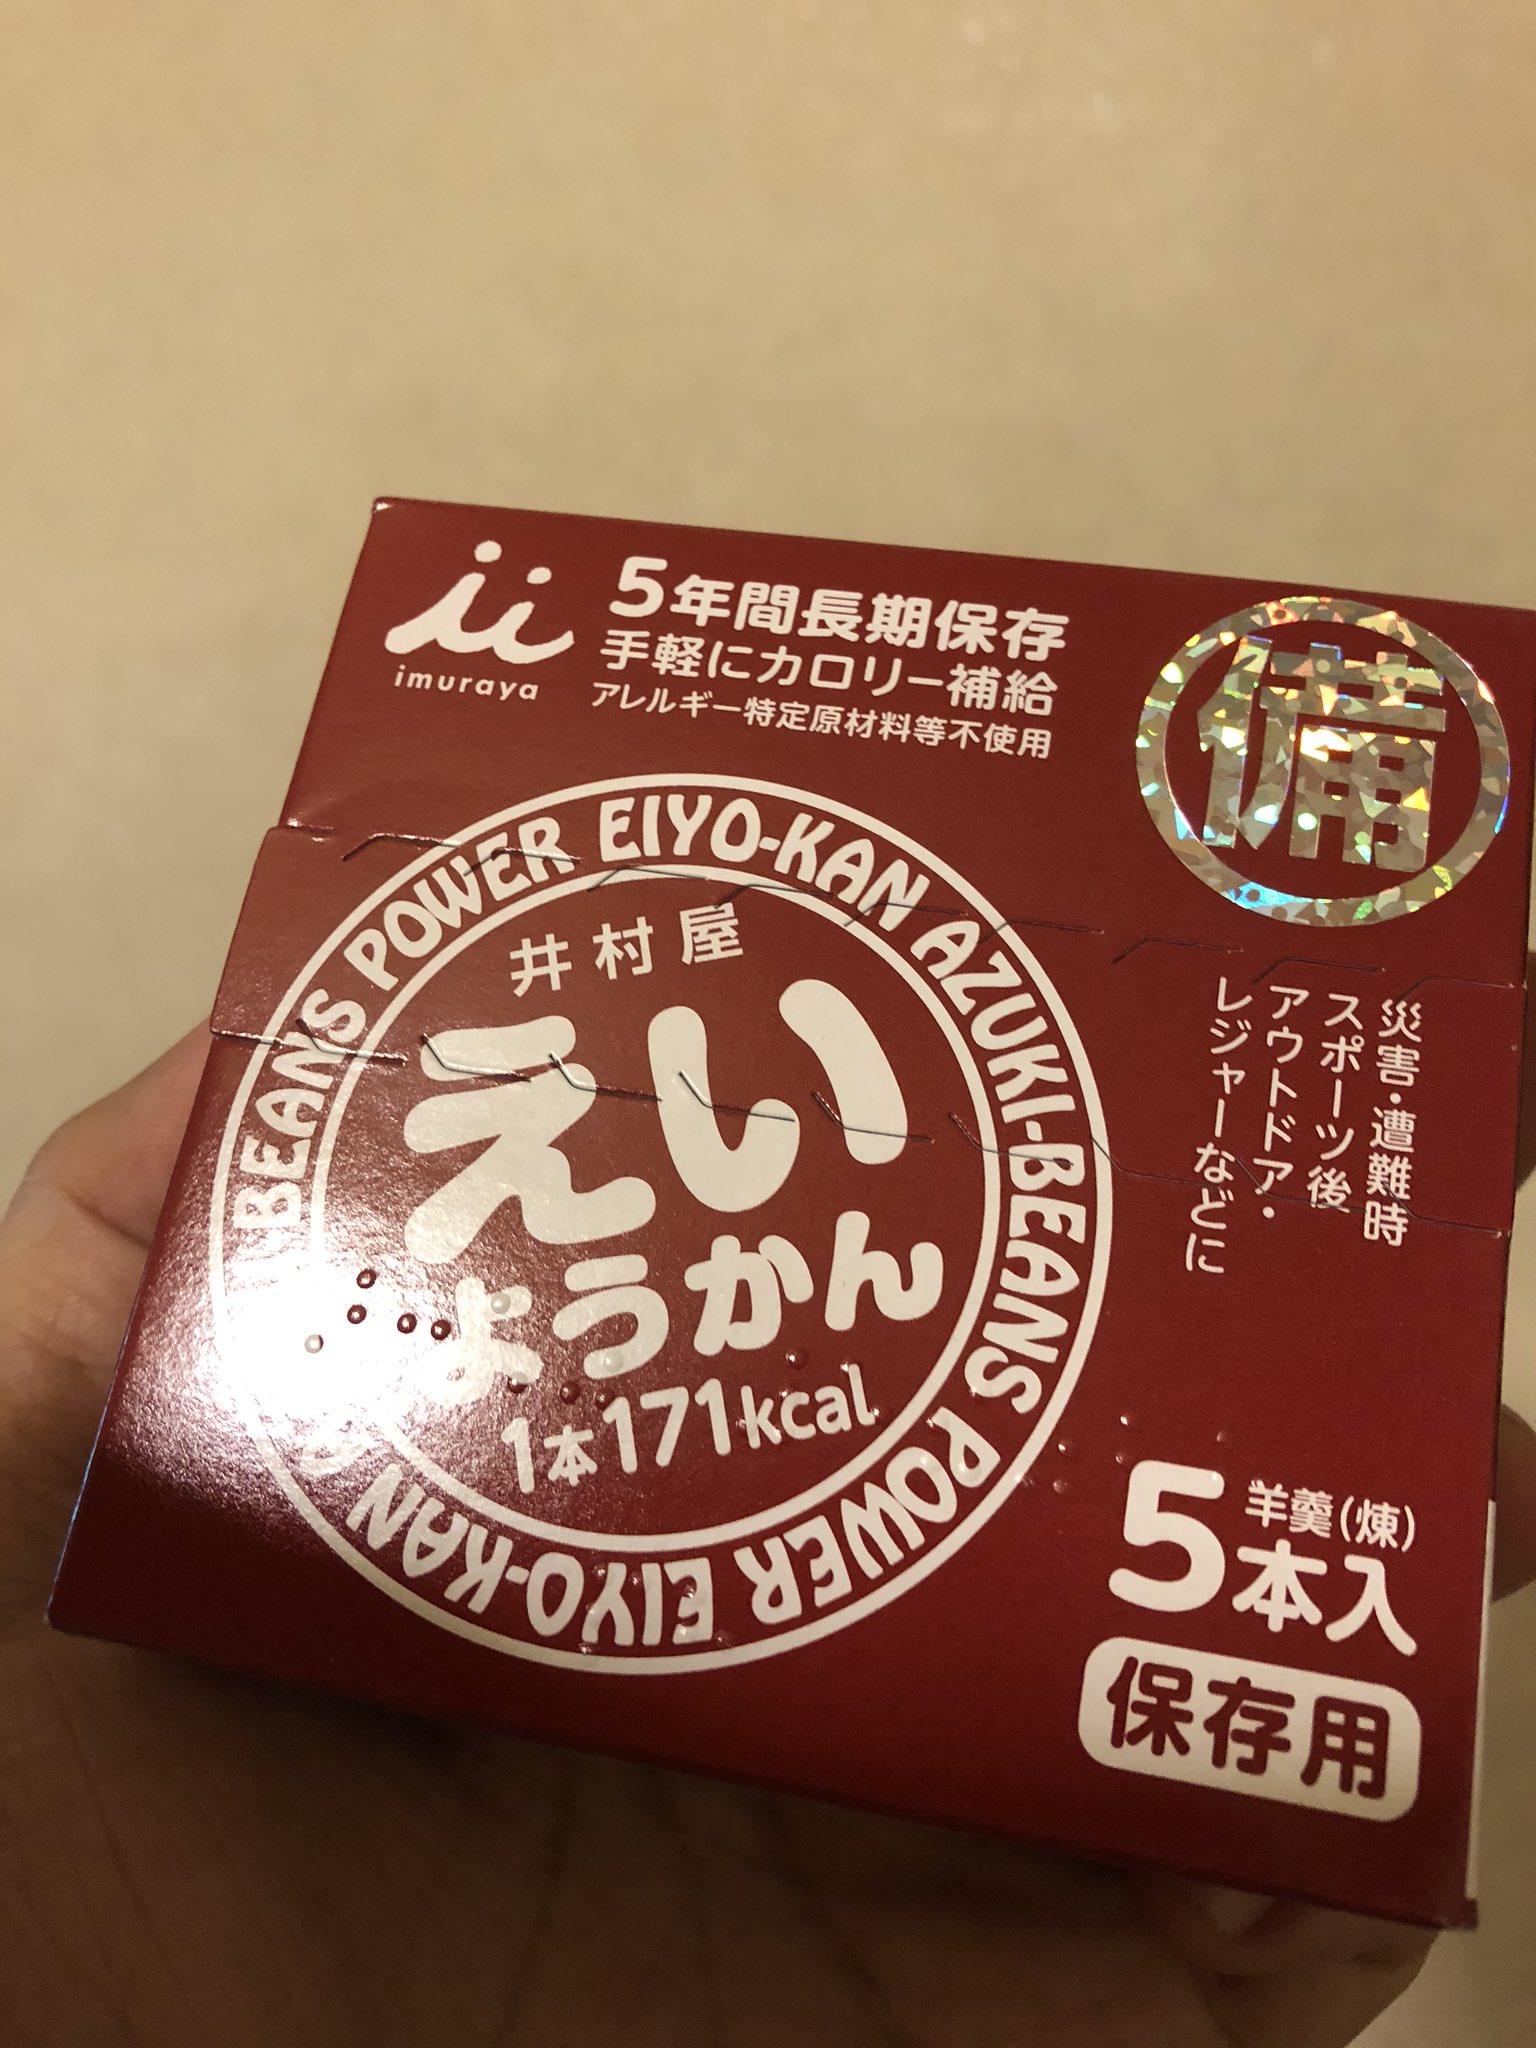 imuraya
5年間長期保存
手軽にカロリー補給
アレルギー特定原材料等不使用
備
BEANS POWER EIYO-KAN AZUKI-BEANS POWER EIYO-KAN
井村屋
えいようかん
1本171kcal
災害・遭難時
スポーツ後
アウトドア・
レジャーなどに
羊羹(煉)
5本入
保存用